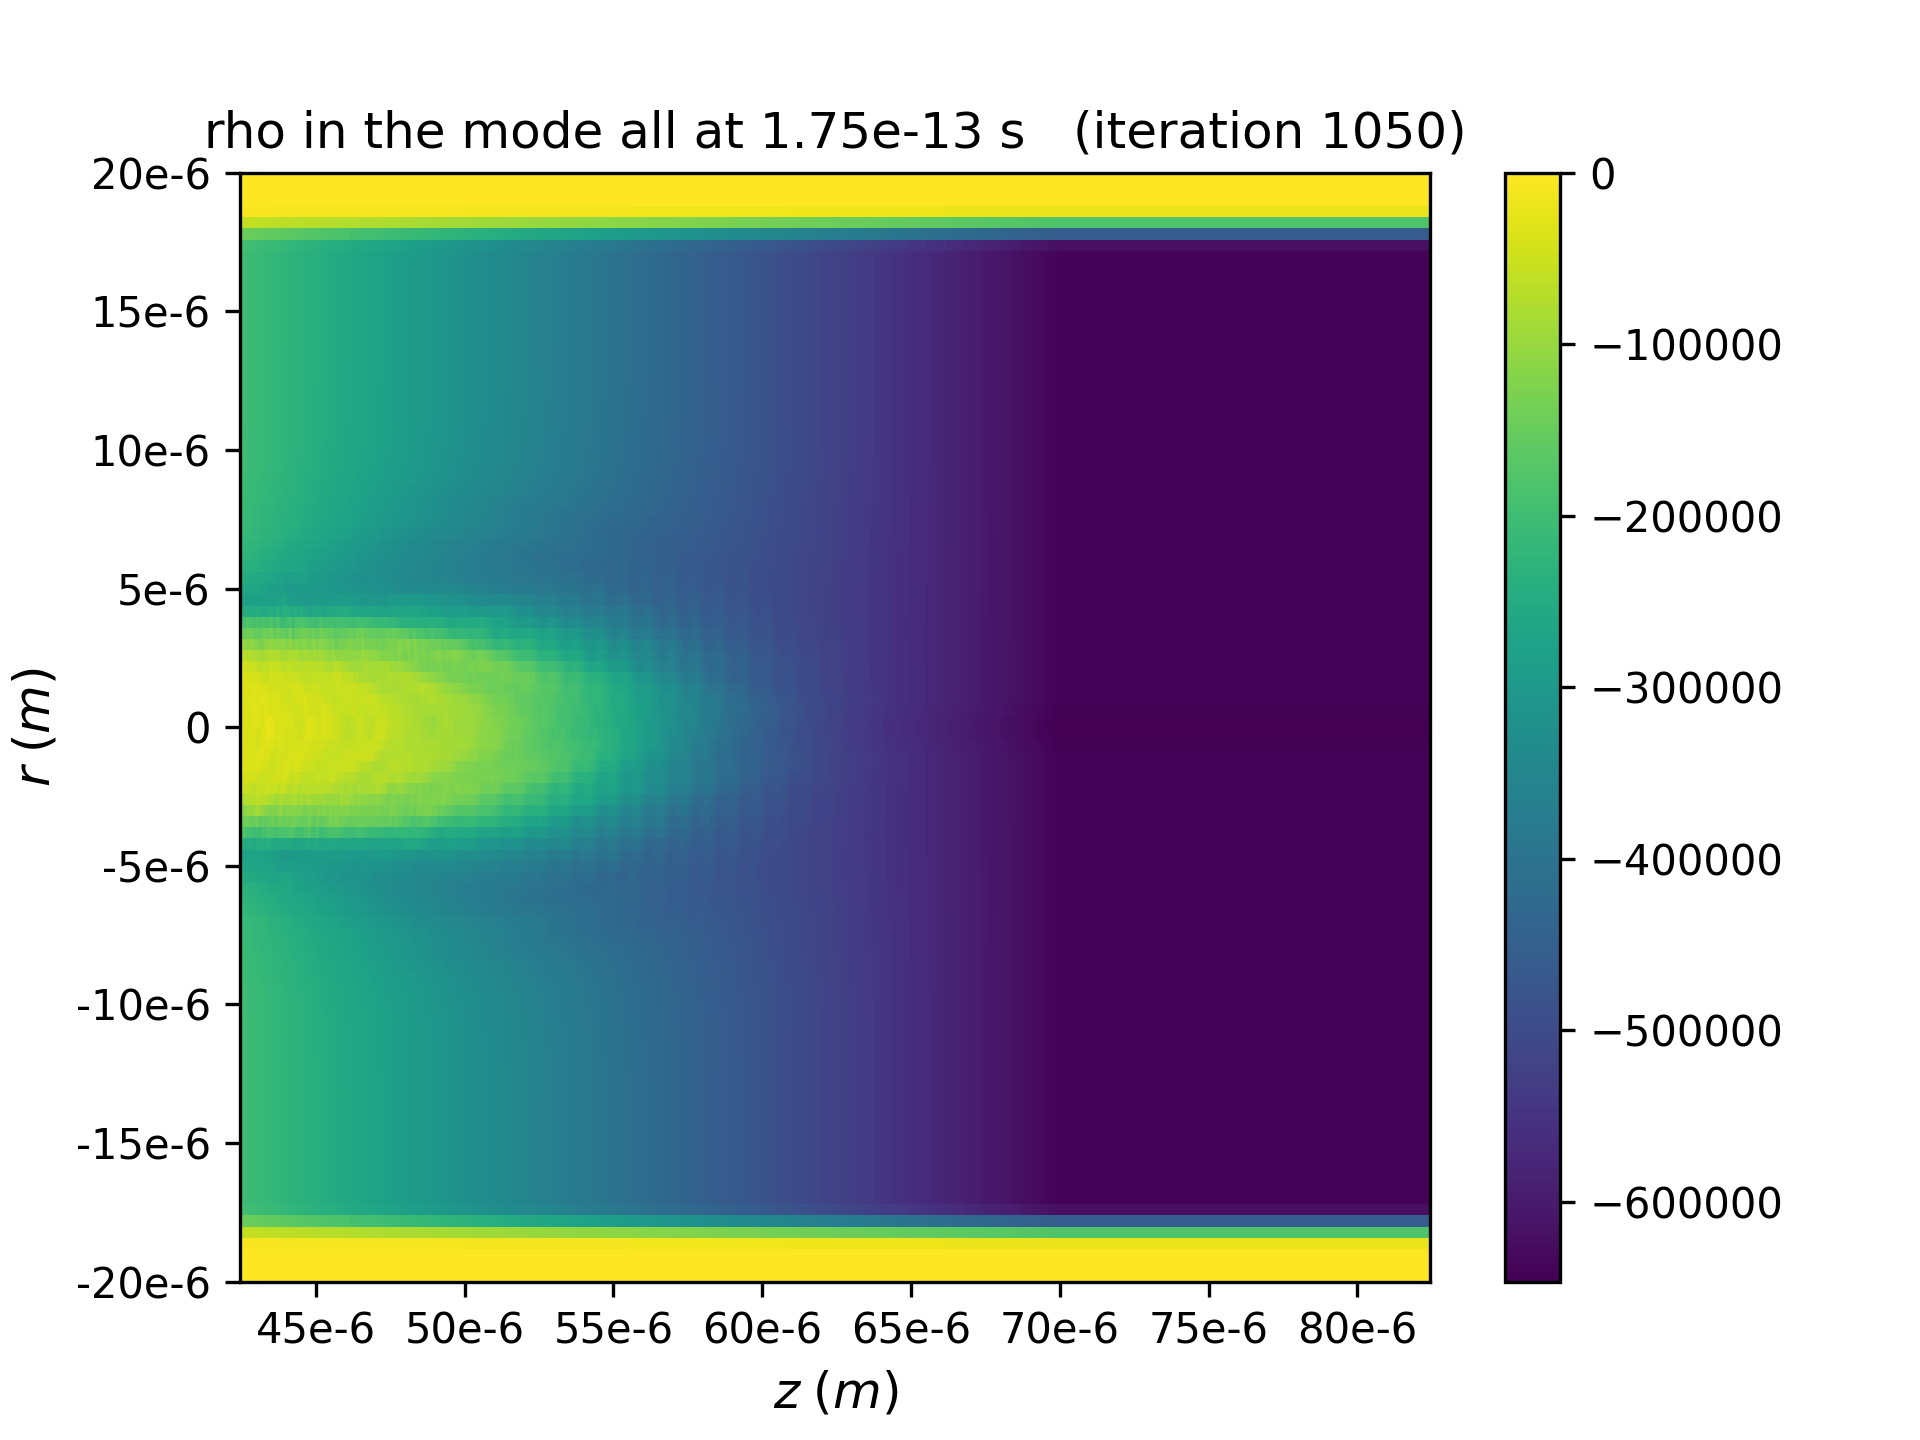 rho in the mode all at 1.75e-13 s   (iteration 1050)
20e-6
15e-6
10e-6
5e-6
0
-5e-6
-10e-6
-15e-6
-20e-6
r (m)
45e-6 50e-6 55e-6 60e-6 65e-6 70e-6 75e-6 80e-6
z (m)
0
−100000
−200000
−300000
−400000
−500000
−600000